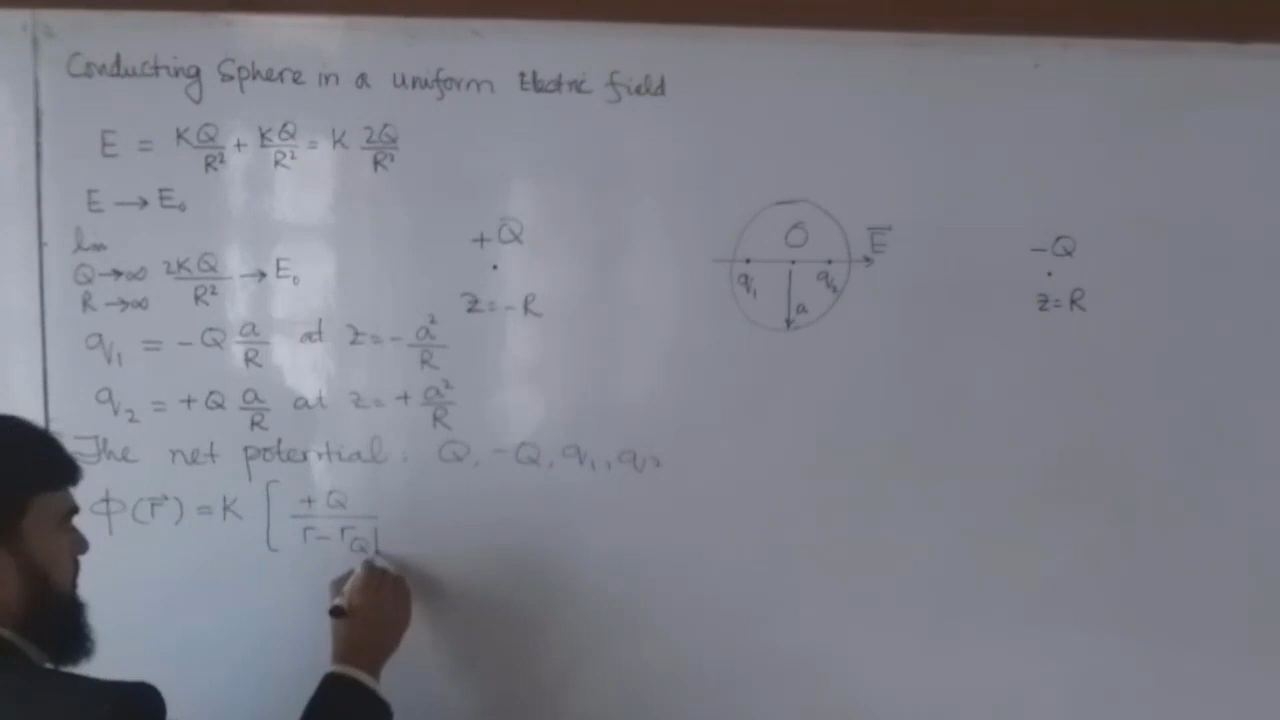 Conducting Sphere in a uniform Electric field
E = KQ/R² + KQ/R² = K 2Q/R²
E → E₀
lim Q→∞ R→∞ 2KQ/R² → E₀
q₁ = -Q a/R at z = -a²/R
q₂ = +Q a/R at z = +a²/R
The net potential. Q, -Q, q₁, q₂
Φ(r⃗) = K [ +Q / r - r_Q|
+Q
z = -R
O
E⃗
q₁
q₂
a
-Q
z = R